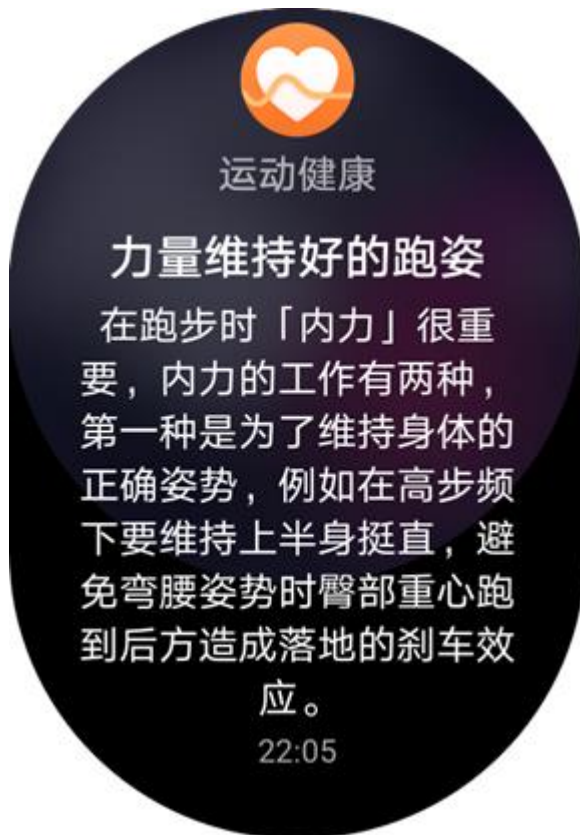 运动健康
力量维持好的跑姿
在跑步时「内力」很重
要，内力的工作有两种，
第一种是为了维持身体的
正确姿势，例如在高步频
下要维持上半身挺直，避
免弯腰姿势时臀部重心跑
到后方造成落地的刹车效
应。
22:05